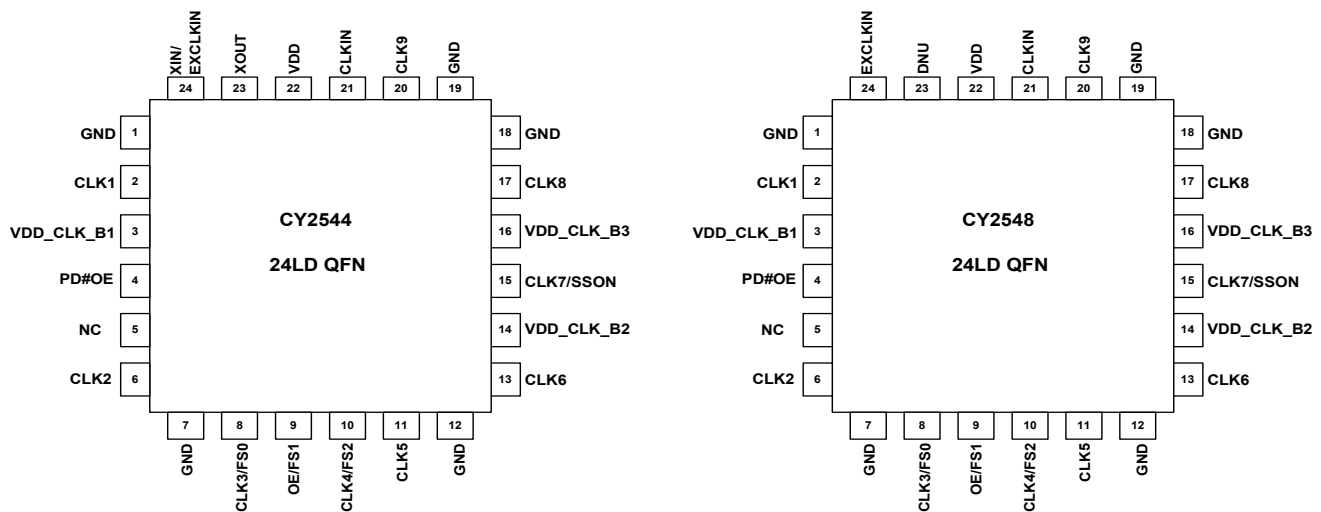 XIN/
EXCLKIN
XOUT
VDD
CLKIN
CLK9
GND
24
23
22
21
20
19
GND 1
CLK1 2
VDD_CLK_B1 3
PD#OE 4
NC 5
CLK2 6
CY2544
24LD QFN
18 GND
17 CLK8
16 VDD_CLK_B3
15 CLK7/SSON
14 VDD_CLK_B2
13 CLK6
7
8
9
10
11
12
GND
CLK3/FS0
OE/FS1
CLK4/FS2
CLK5
GND
EXCLKIN
DNU
VDD
CLKIN
CLK9
GND
24
23
22
21
20
19
GND 1
CLK1 2
VDD_CLK_B1 3
PD#OE 4
NC 5
CLK2 6
CY2548
24LD QFN
18 GND
17 CLK8
16 VDD_CLK_B3
15 CLK7/SSON
14 VDD_CLK_B2
13 CLK6
7
8
9
10
11
12
GND
CLK3/FS0
OE/FS1
CLK4/FS2
CLK5
GND